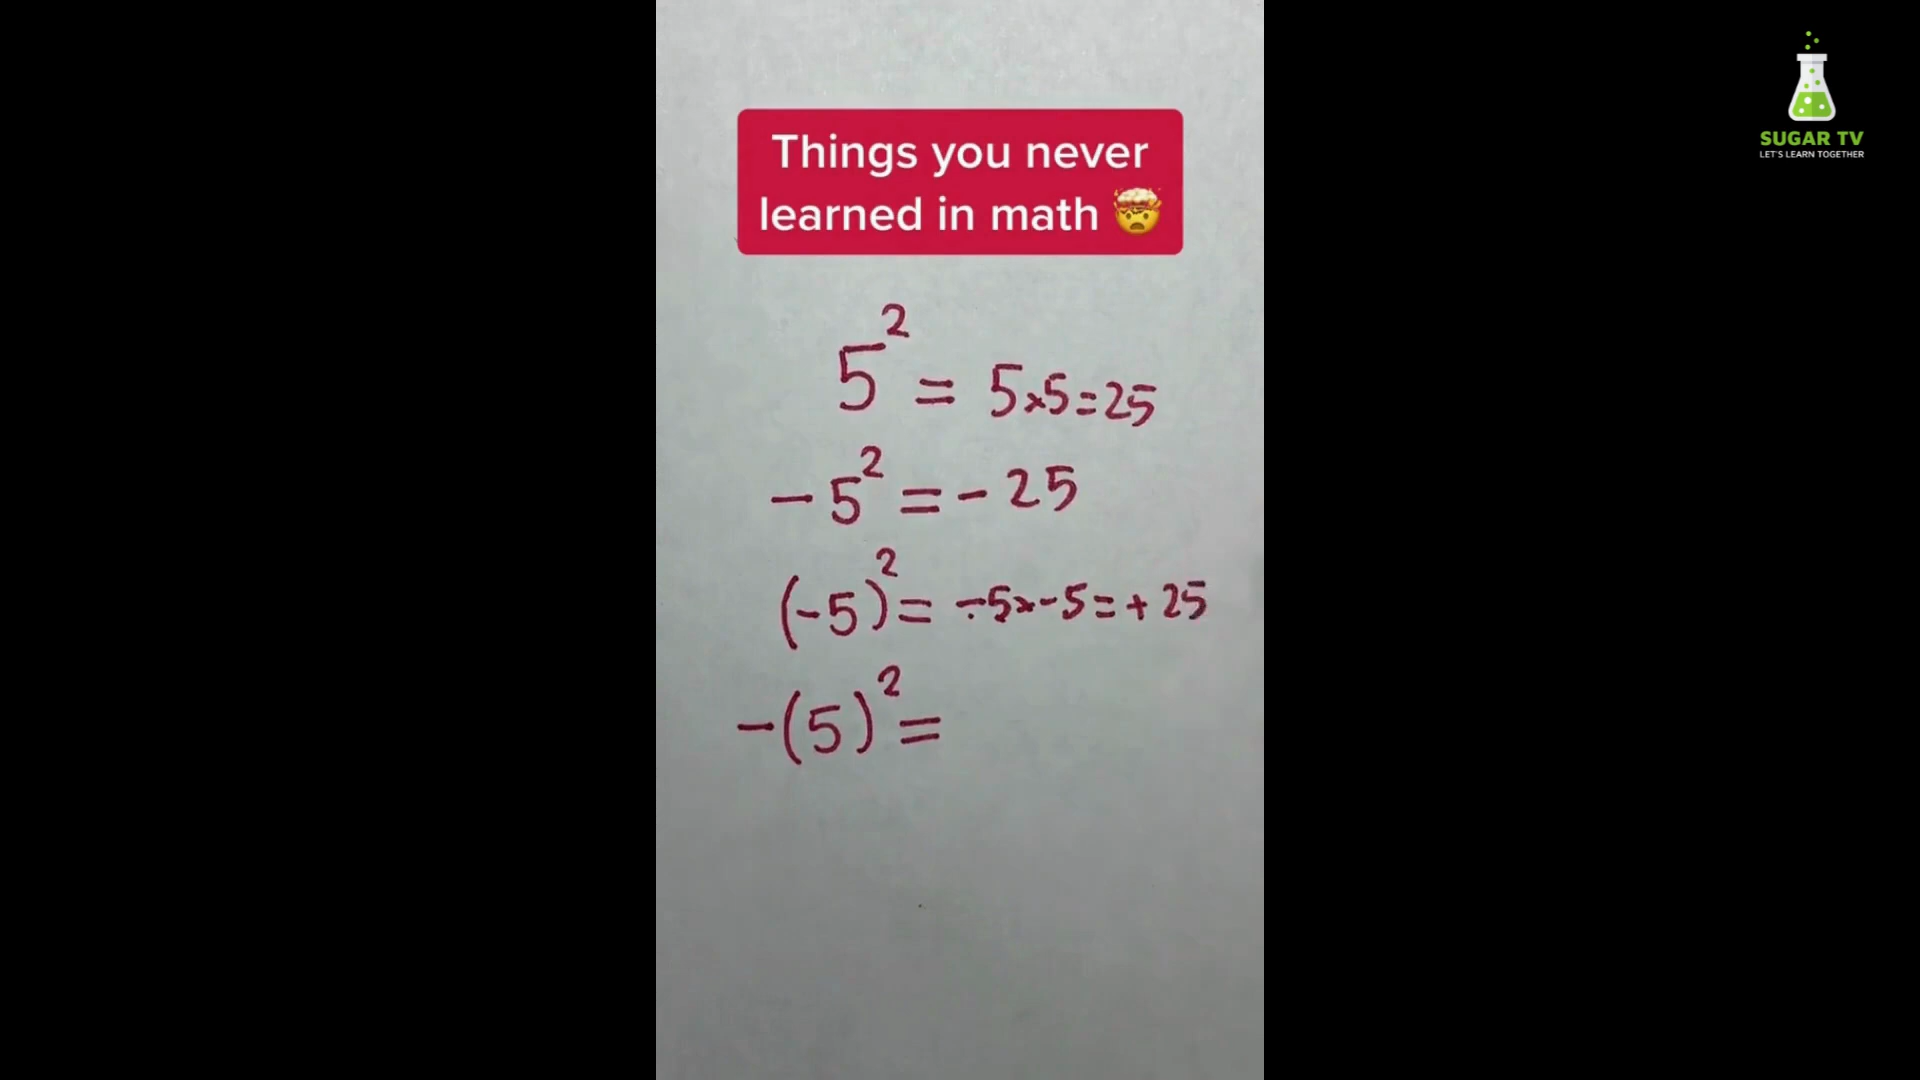 Things you never
learned in math 🤯
5² = 5×5=25
-5² = - 25
(-5)² = ÷5×-5=+25
-(5)² =
SUGAR TV
LET'S LEARN TOGETHER